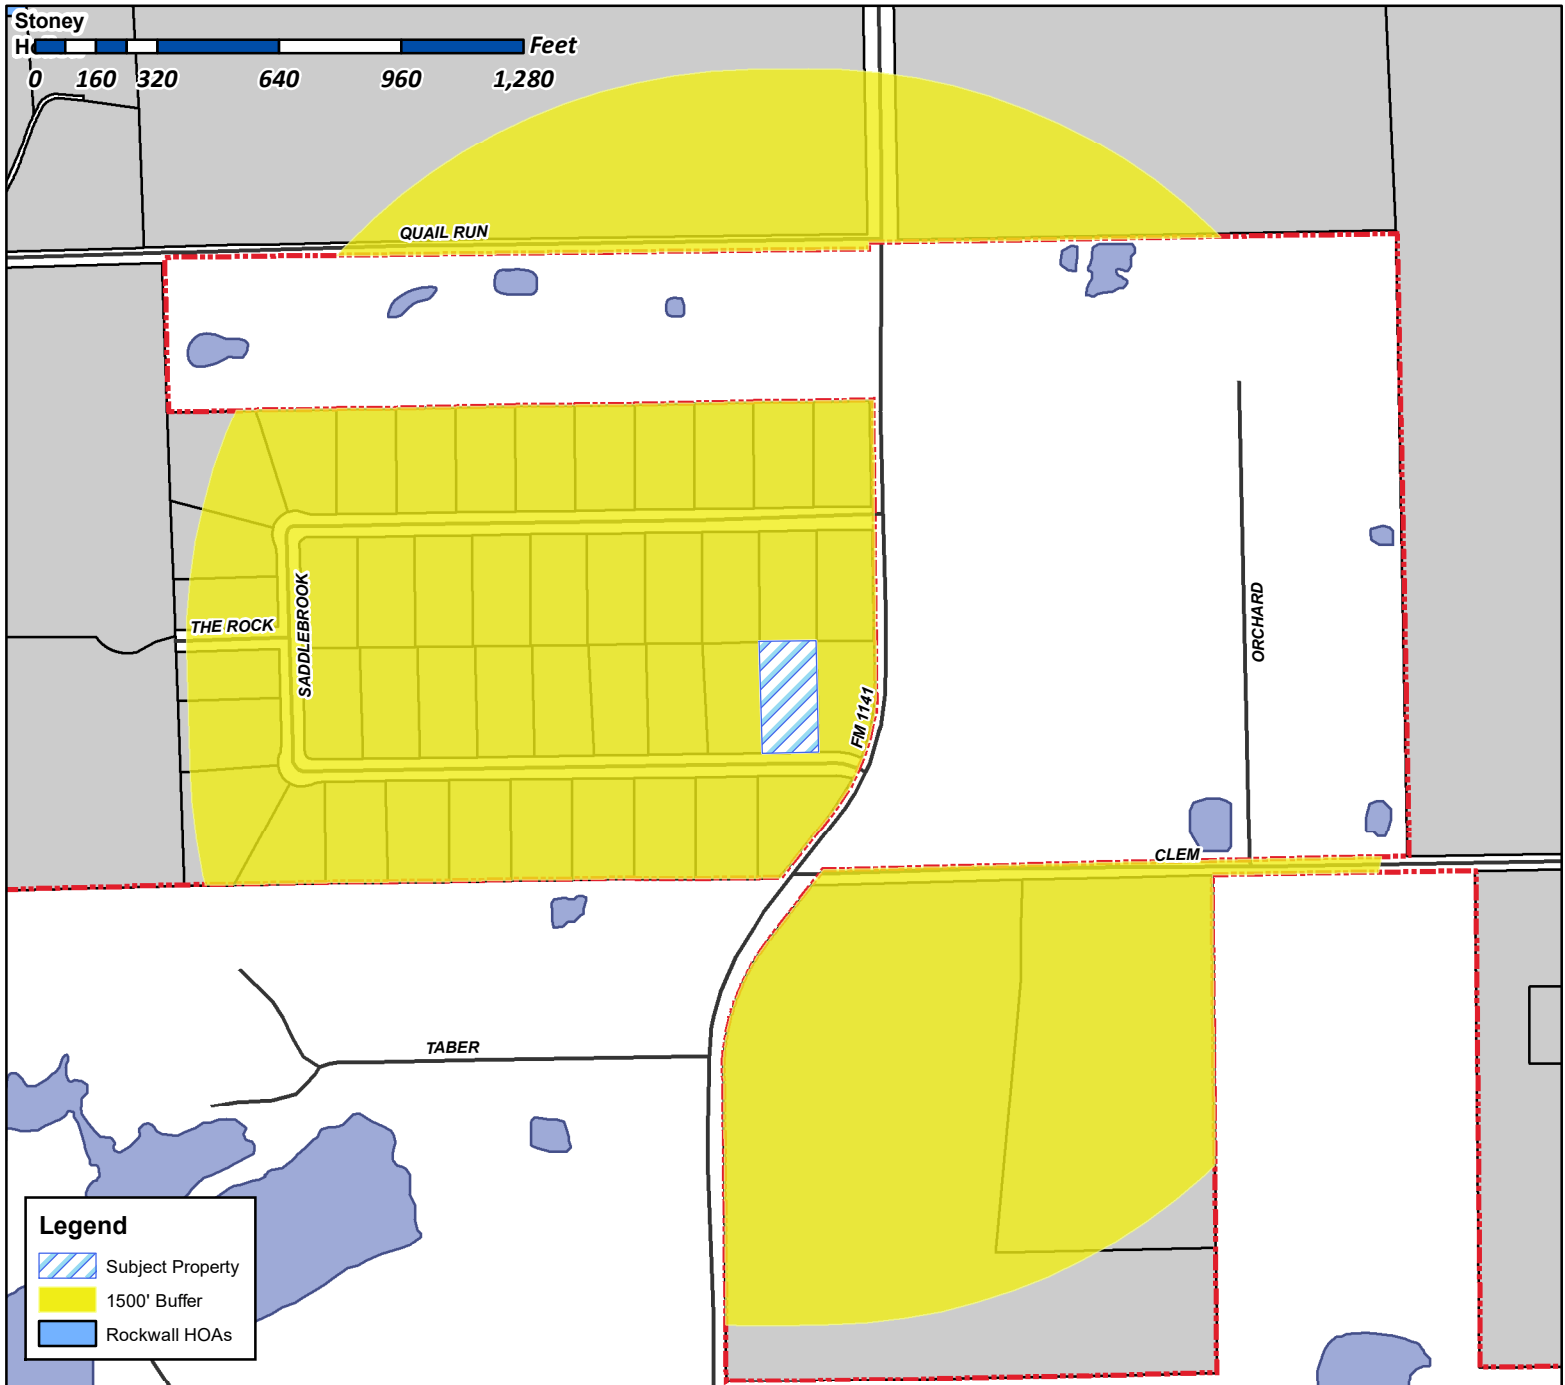 Stoney
Feet
0 160 320 640 960 1,280
QUAIL RUN
THE ROCK
SADDLEBROOK
ORCHARD
FM 1141
CLEM
TABER
Legend
Subject Property
1500' Buffer
Rockwall HOAs